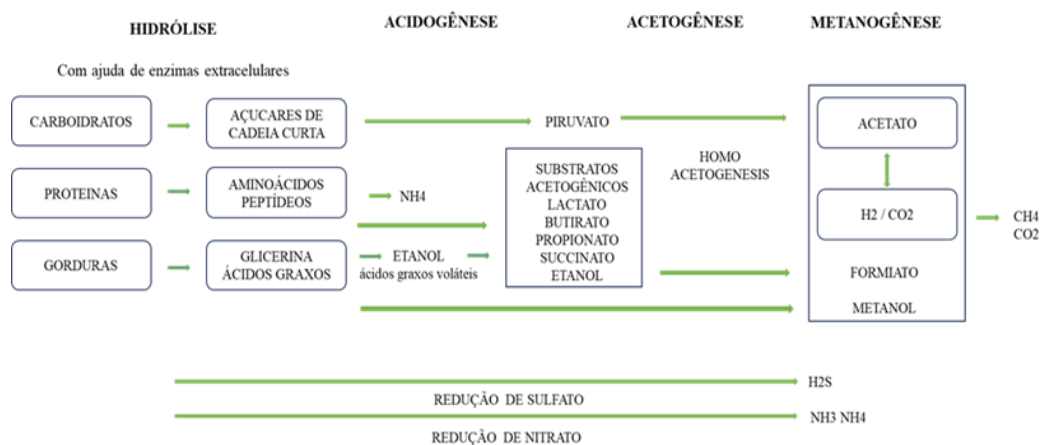 HIDRÓLISE
ACIDOGÊNESE
ACETOGÊNESE
METANOGÊNESE
Com ajuda de enzimas extracelulares
CARBOIDRATOS
AÇUCARES DE
CADEIA CURTA
PIRUVATO
ACETATO
HOMO
ACETOGENESIS
PROTEINAS
AMINOÁCIDOS
PEPTÍDEOS
NH4
SUBSTRATOS
ACETOGÊNICOS
LACTATO
BUTIRATO
PROPIONATO
SUCCINATO
ETANOL
H2 / CO2
CH4
CO2
GORDURAS
GLICERINA
ÁCIDOS GRAXOS
ETANOL
ácidos graxos voláteis
FORMIATO
METANOL
H2S
REDUÇÃO DE SULFATO
NH3 NH4
REDUÇÃO DE NITRATO